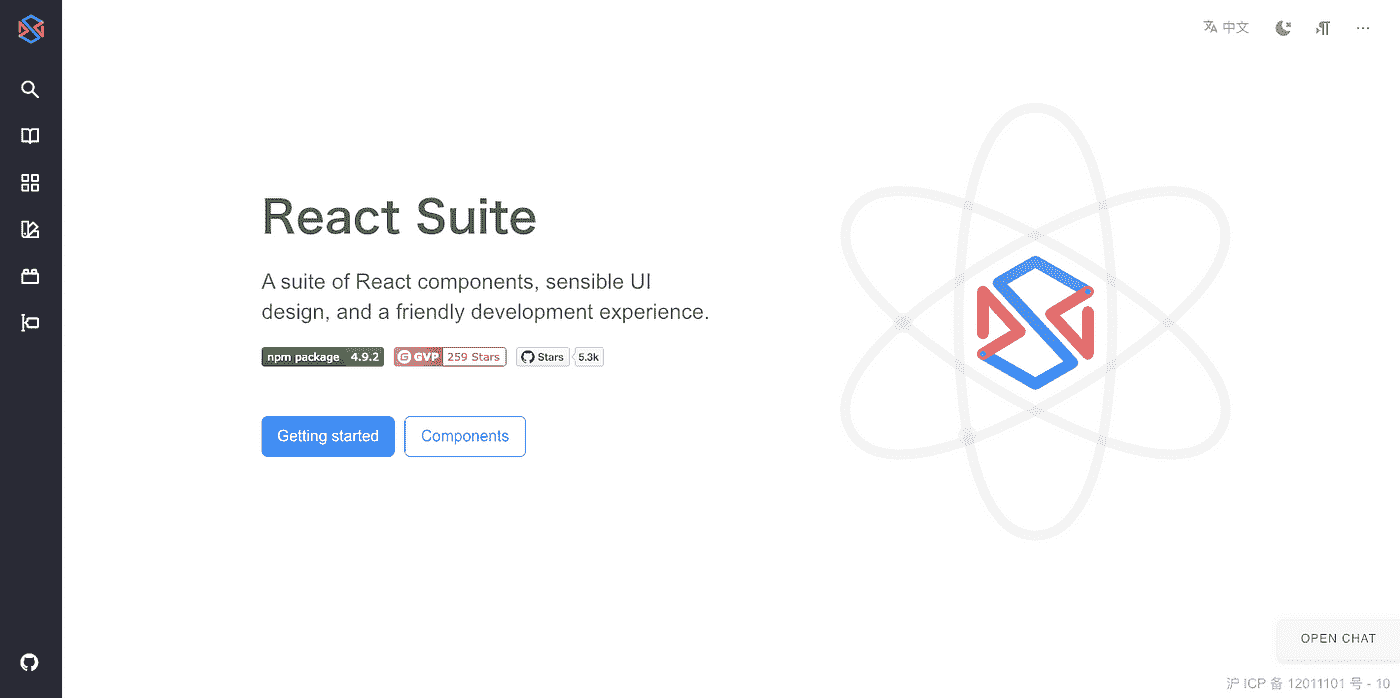 中文
React Suite
A suite of React components, sensible UI
design, and a friendly development experience.
npm package 4.9.2 G GVP 259 Stars Stars 5.3k
Getting started Components
OPEN CHAT
沪 ICP 备 12011101 号 - 10